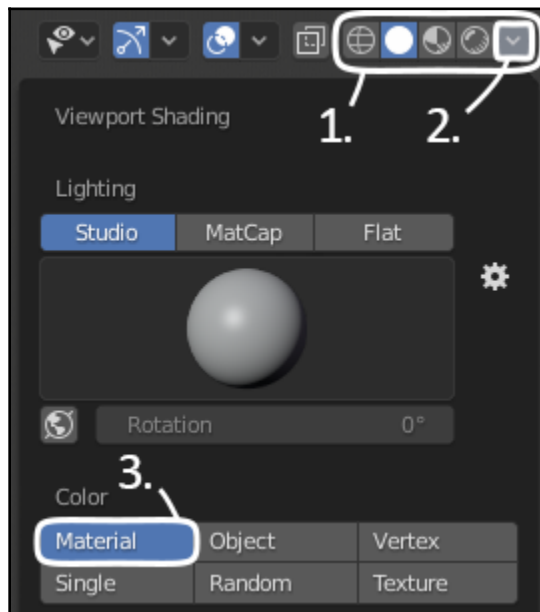 1.
2.
Viewport Shading
Lighting
Studio MatCap Flat
Rotation 0°
3.
Color
Material Object Vertex
Single Random Texture